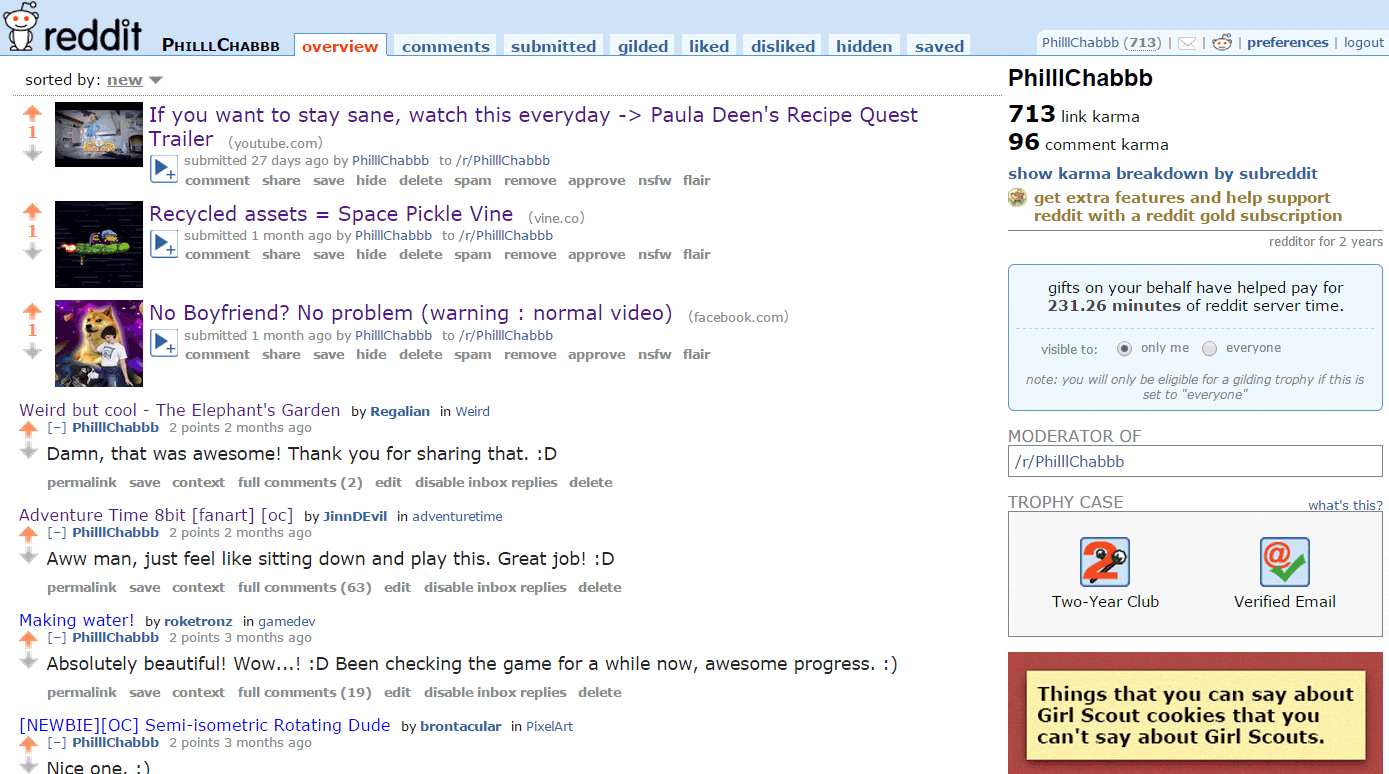 reddit PHILLLCHABBB overview comments submitted gilded liked disliked hidden saved
PhilllChabbb (713) | | | preferences | logout
sorted by: new
If you want to stay sane, watch this everyday -> Paula Deen's Recipe Quest
Trailer (youtube.com)
1
submitted 27 days ago by PhilllChabbb to /r/PhilllChabbb
comment share save hide delete spam remove approve nsfw flair
Recycled assets = Space Pickle Vine (vine.co)
1
submitted 1 month ago by PhilllChabbb to /r/PhilllChabbb
comment share save hide delete spam remove approve nsfw flair
No Boyfriend? No problem (warning : normal video) (facebook.com)
1
submitted 1 month ago by PhilllChabbb to /r/PhilllChabbb
comment share save hide delete spam remove approve nsfw flair
Weird but cool - The Elephant's Garden by Regalian in Weird
[–] PhilllChabbb 2 points 2 months ago
Damn, that was awesome! Thank you for sharing that. :D
permalink save context full comments (2) edit disable inbox replies delete
Adventure Time 8bit [fanart] [oc] by JinnDEvil in adventuretime
[–] PhilllChabbb 2 points 2 months ago
Aww man, just feel like sitting down and play this. Great job! :D
permalink save context full comments (63) edit disable inbox replies delete
Making water! by roketronz in gamedev
[–] PhilllChabbb 2 points 3 months ago
Absolutely beautiful! Wow...! :D Been checking the game for a while now, awesome progress. :)
permalink save context full comments (19) edit disable inbox replies delete
[NEWBIE][OC] Semi-isometric Rotating Dude by brontacular in PixelArt
[–] PhilllChabbb 2 points 3 months ago
Nice one. :)
PhilllChabbb
713 link karma
96 comment karma
show karma breakdown by subreddit
get extra features and help support
reddit with a reddit gold subscription
redditor for 2 years
gifts on your behalf have helped pay for
231.26 minutes of reddit server time.
visible to: only me everyone
note: you will only be eligible for a gilding trophy if this is
set to "everyone"
MODERATOR OF
/r/PhilllChabbb
TROPHY CASE what's this?
2 @
Two-Year Club Verified Email
Things that you can say about
Girl Scout cookies that you
can't say about Girl Scouts.